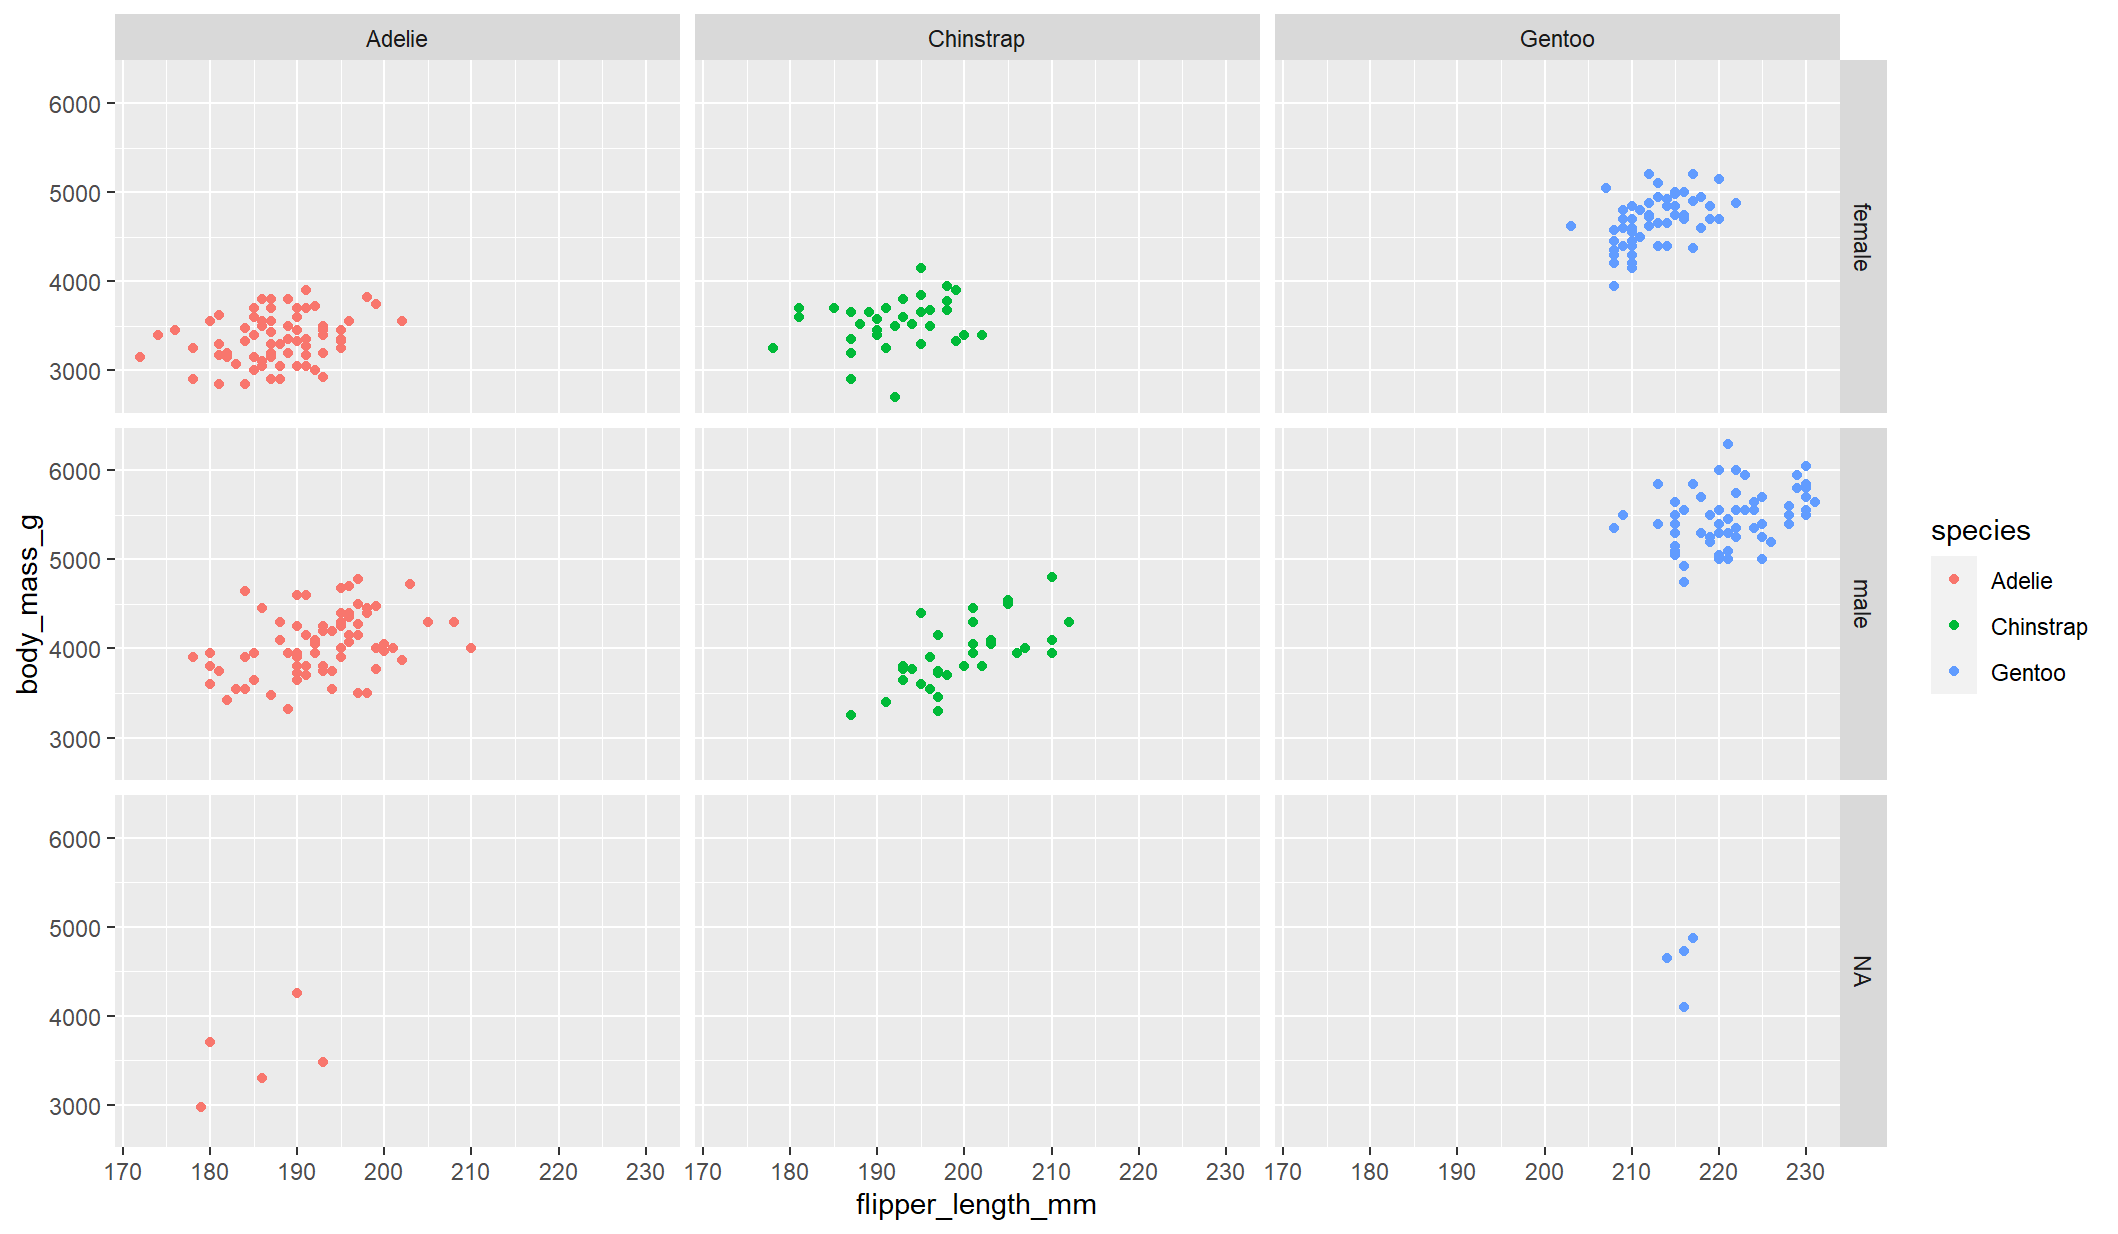 Adelie Chinstrap Gentoo
6000
5000
4000
3000
female
6000
5000
4000
3000
male
6000
5000
4000
3000
NA
170 180 190 200 210 220 230 170 180 190 200 210 220 230 170 180 190 200 210 220 230
flipper_length_mm
body_mass_g
species
Adelie
Chinstrap
Gentoo